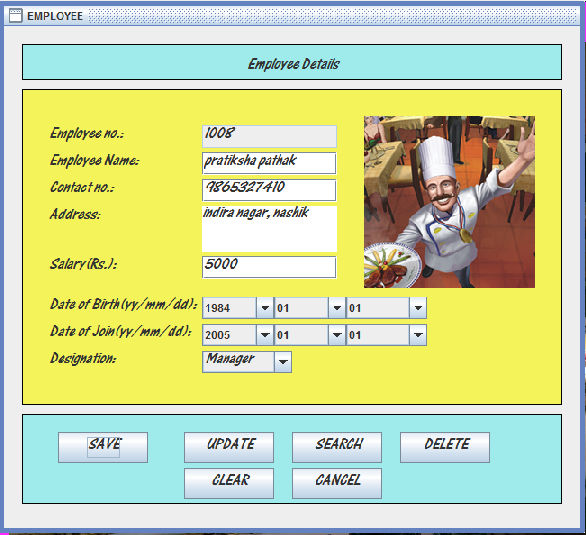 EMPLOYEE
Employee Details
Employee no.: 1008
Employee Name: pratiksha pathak
Contact no.: 9865327410
Address: indira nagar, nashik
Salary(Rs.): 5000
Date of Birth(yy/mm/dd): 1984 01 01
Date of Join(yy/mm/dd): 2005 01 01
Designation: Manager
SAVE UPDATE SEARCH DELETE
CLEAR CANCEL